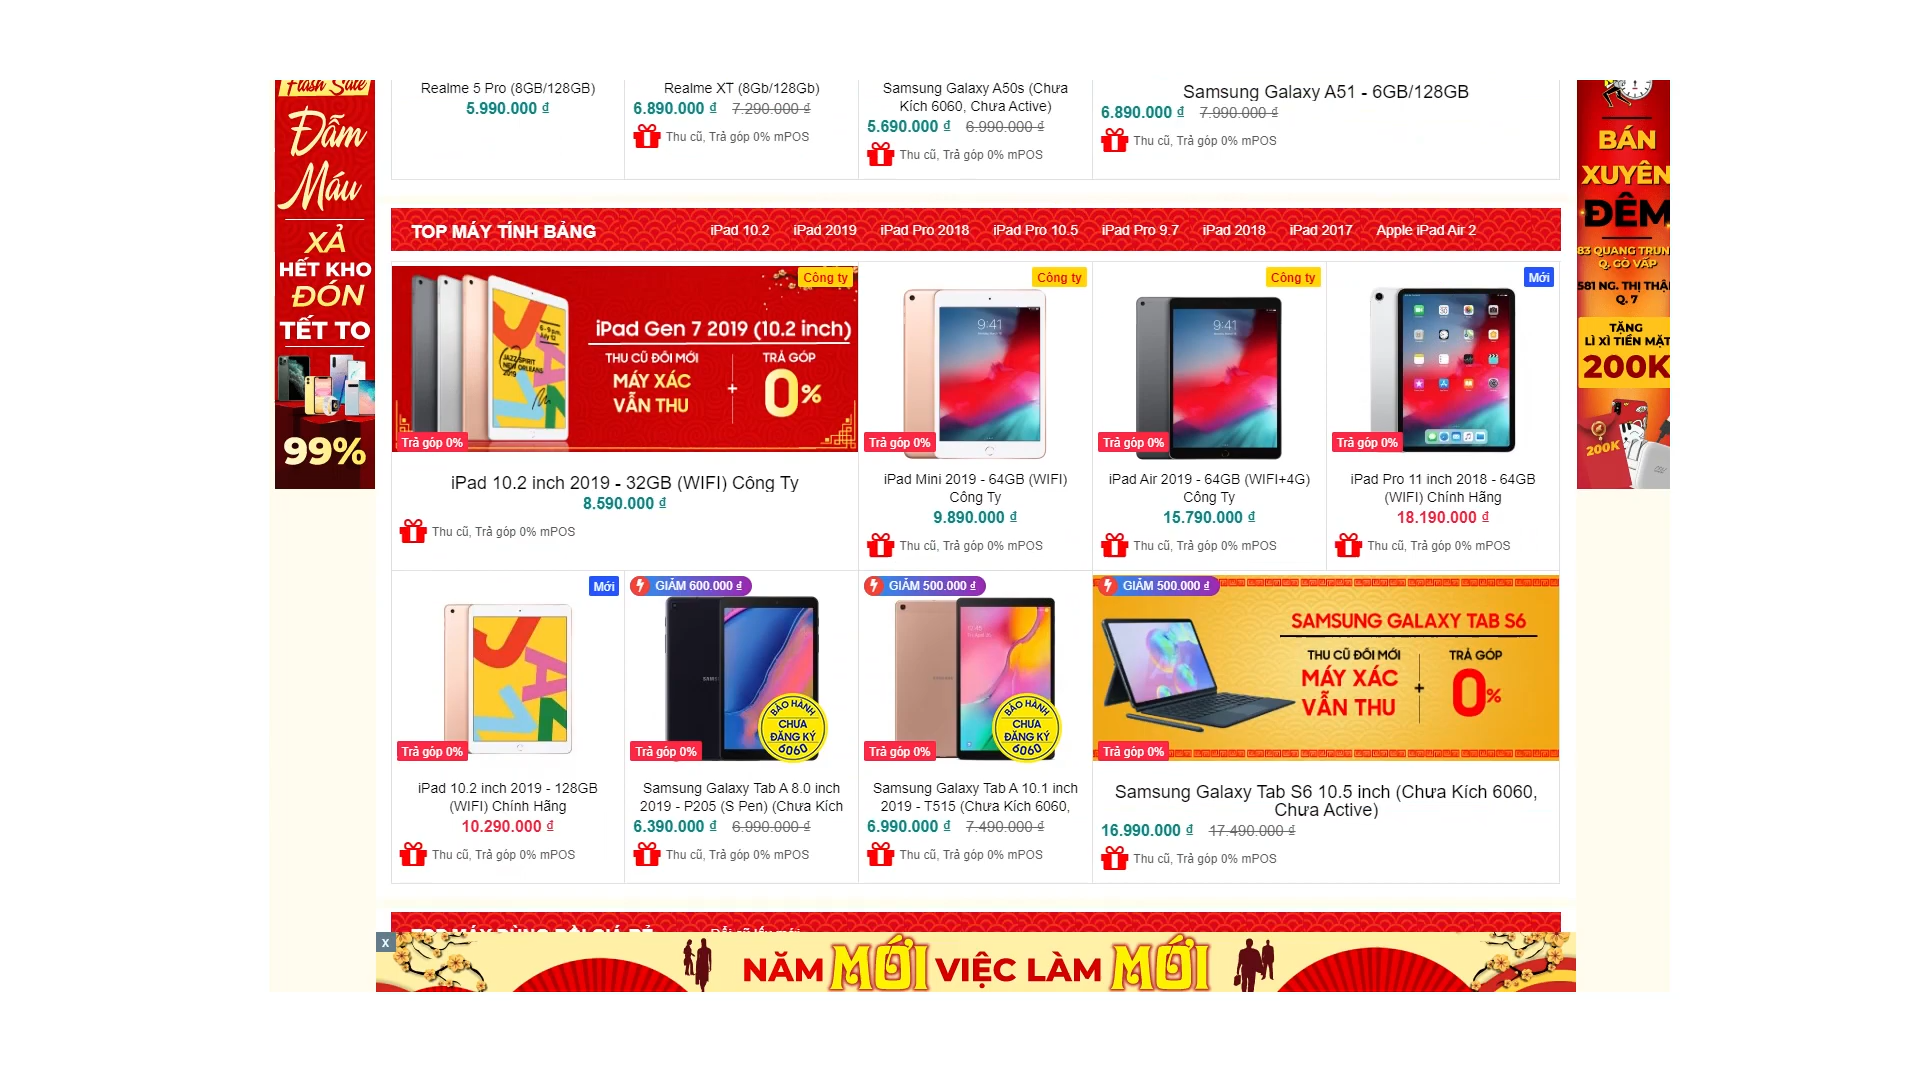 Flash Sale
Đẫm
Máu
XẢ
HẾT KHO
ĐÓN
TẾT TO
99%
Realme 5 Pro (8GB/128GB)
5.990.000 ₫
Realme XT (8Gb/128Gb)
6.890.000 ₫ 7.290.000 ₫
Thu cũ, Trả góp 0% mPOS
Samsung Galaxy A50s (Chưa
Kích 6060, Chưa Active)
5.690.000 ₫ 6.990.000 ₫
Thu cũ, Trả góp 0% mPOS
Samsung Galaxy A51 - 6GB/128GB
6.890.000 ₫ 7.990.000 ₫
Thu cũ, Trả góp 0% mPOS
BÁN
XUYÊN
ĐÊM
83 QUANG TRUN
Q. GÒ VẤP
581 NG. THỊ THẬ
Q. 7
TẶNG
LÌ XÌ TIỀN MẶT
200K
200K
TOP MÁY TÍNH BẢNG
iPad 10.2 iPad 2019 iPad Pro 2018 iPad Pro 10.5 iPad Pro 9.7 iPad 2018 iPad 2017 Apple iPad Air 2
Công ty
iPad Gen 7 2019 (10.2 inch)
THU CŨ ĐỔI MỚI
MÁY XÁC
VẪN THU
+
TRẢ GÓP
0%
Trả góp 0%
iPad 10.2 inch 2019 - 32GB (WIFI) Công Ty
8.590.000 ₫
Thu cũ, Trả góp 0% mPOS
Công ty
9:41
Trả góp 0%
iPad Mini 2019 - 64GB (WIFI)
Công Ty
9.890.000 ₫
Thu cũ, Trả góp 0% mPOS
Công ty
9:41
Trả góp 0%
iPad Air 2019 - 64GB (WIFI+4G)
Công Ty
15.790.000 ₫
Thu cũ, Trả góp 0% mPOS
Mới
Trả góp 0%
iPad Pro 11 inch 2018 - 64GB
(WIFI) Chính Hãng
18.190.000 ₫
Thu cũ, Trả góp 0% mPOS
Mới
Trả góp 0%
iPad 10.2 inch 2019 - 128GB
(WIFI) Chính Hãng
10.290.000 ₫
Thu cũ, Trả góp 0% mPOS
GIẢM 600.000 ₫
BẢO HÀNH
CHƯA
ĐĂNG KÝ
6060
Trả góp 0%
Samsung Galaxy Tab A 8.0 inch
2019 - P205 (S Pen) (Chưa Kích
6.390.000 ₫ 6.990.000 ₫
Thu cũ, Trả góp 0% mPOS
GIẢM 500.000 ₫
BẢO HÀNH
CHƯA
ĐĂNG KÝ
6060
Trả góp 0%
Samsung Galaxy Tab A 10.1 inch
2019 - T515 (Chưa Kích 6060,
6.990.000 ₫ 7.490.000 ₫
Thu cũ, Trả góp 0% mPOS
GIẢM 500.000 ₫
SAMSUNG GALAXY TAB S6
THU CŨ ĐỔI MỚI
MÁY XÁC
VẪN THU
+
TRẢ GÓP
0%
Trả góp 0%
Samsung Galaxy Tab S6 10.5 inch (Chưa Kích 6060,
Chưa Active)
16.990.000 ₫ 17.490.000 ₫
Thu cũ, Trả góp 0% mPOS
x
NĂM MỚI VIỆC LÀM MỚI